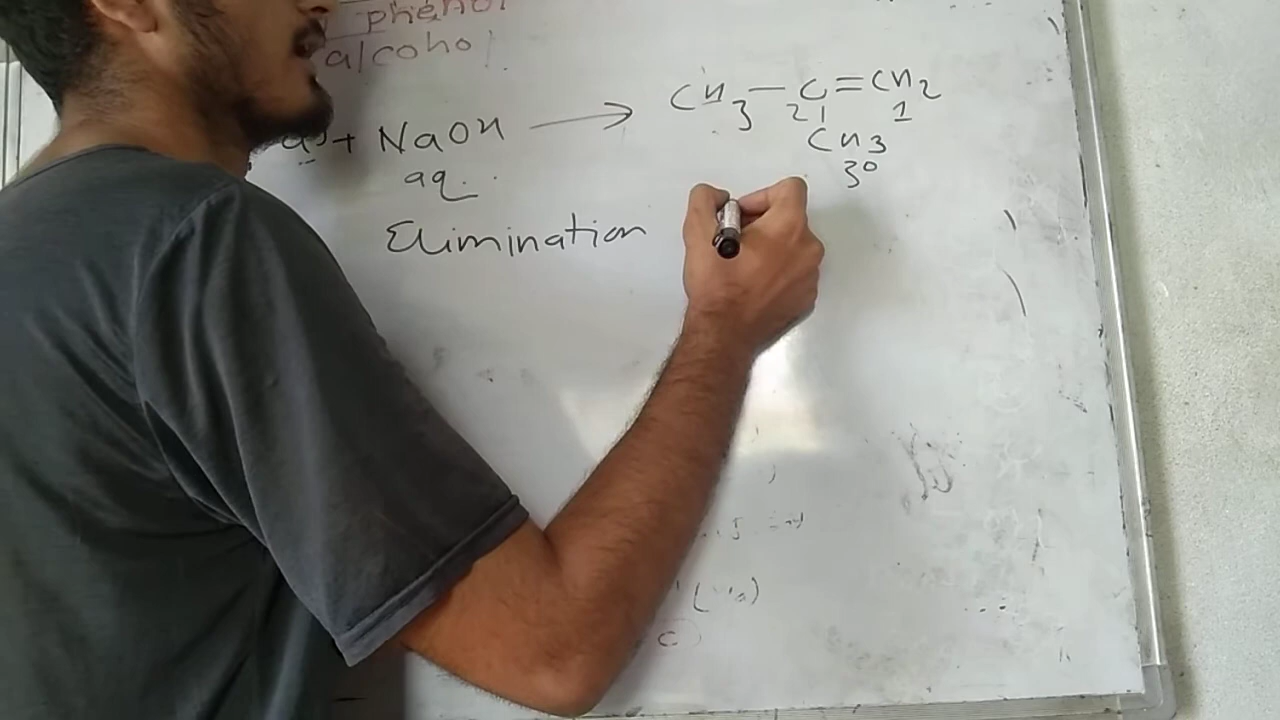 phenol
alcohol
CH3 — C = CH2
2 1
+ NaOH → CH3
aq. 3°
Elimination